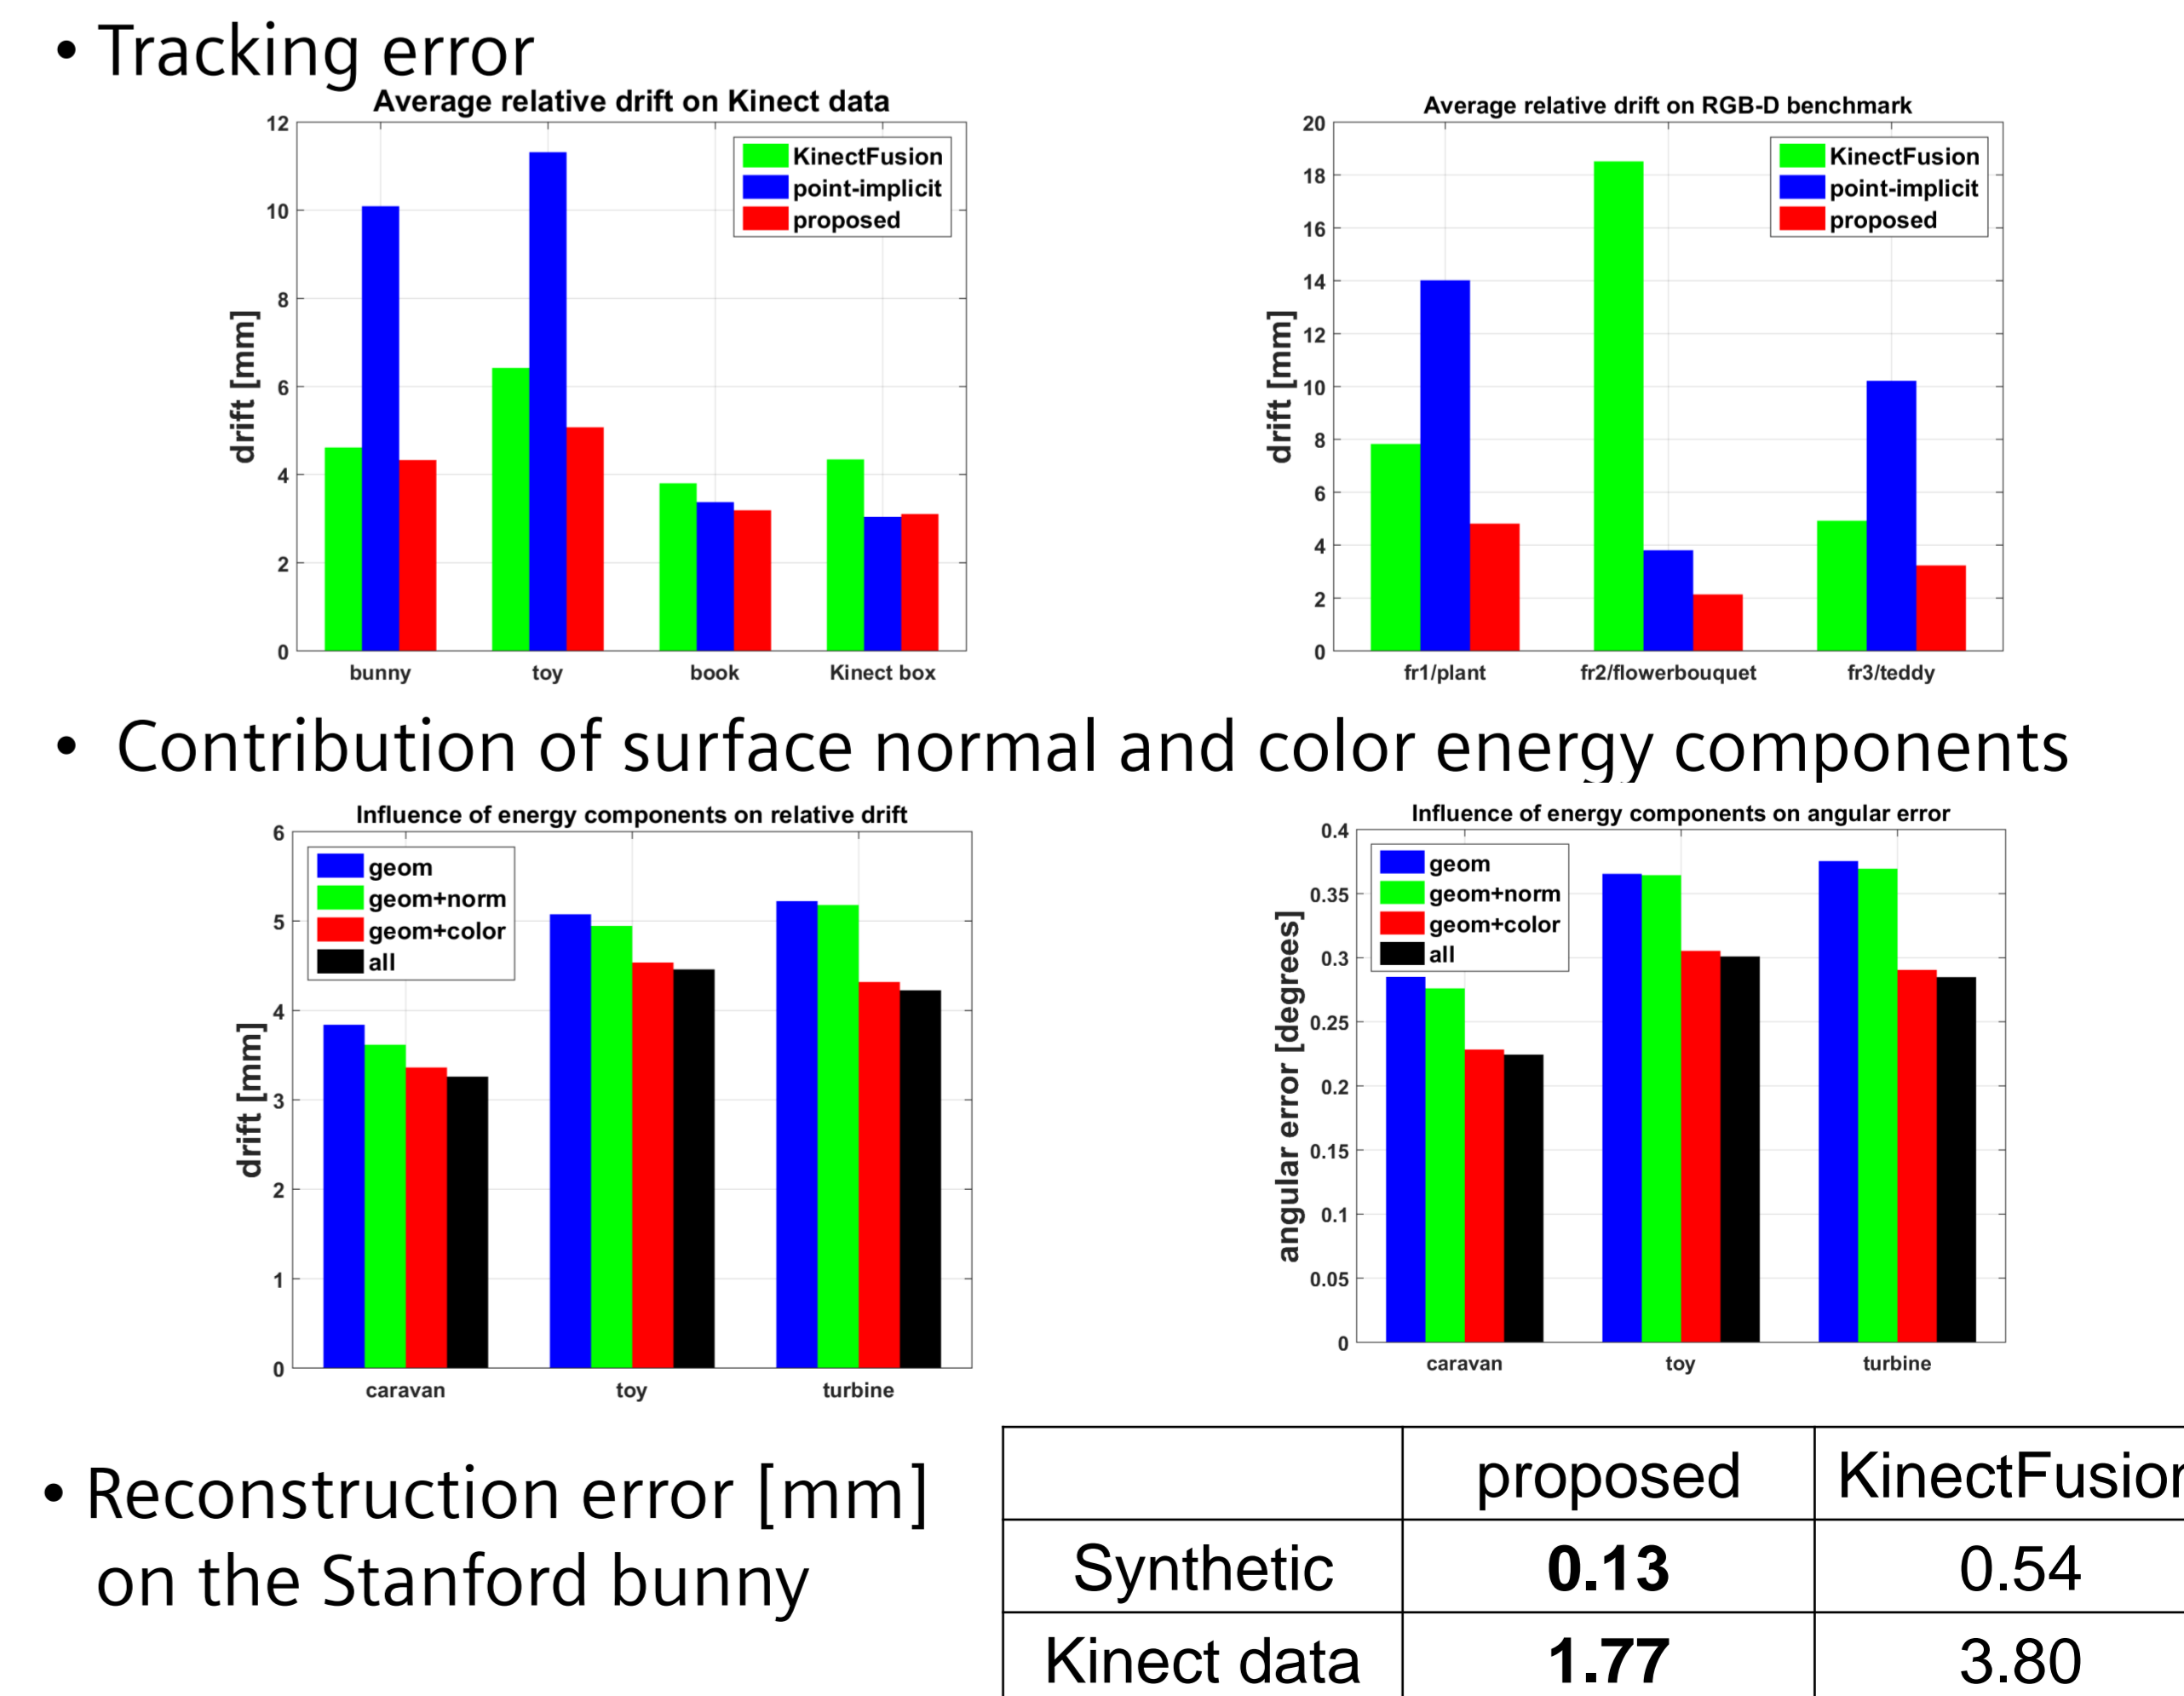 • Tracking error
Average relative drift on Kinect data
12
10
8
6
4
2
0
drift [mm]
KinectFusion
point-implicit
proposed
bunny toy book Kinect box
Average relative drift on RGB-D benchmark
20
18
16
14
12
10
8
6
4
2
0
drift [mm]
KinectFusion
point-implicit
proposed
fr1/plant fr2/flowerbouquet fr3/teddy
• Contribution of surface normal and color energy components
Influence of energy components on relative drift
6
5
4
3
2
1
0
drift [mm]
geom
geom+norm
geom+color
all
caravan toy turbine
Influence of energy components on angular error
0.4
0.35
0.3
0.25
0.2
0.15
0.1
0.05
0
angular error [degrees]
geom
geom+norm
geom+color
all
caravan toy turbine
• Reconstruction error [mm]
on the Stanford bunny
proposed KinectFusion
Synthetic 0.13 0.54
Kinect data 1.77 3.80